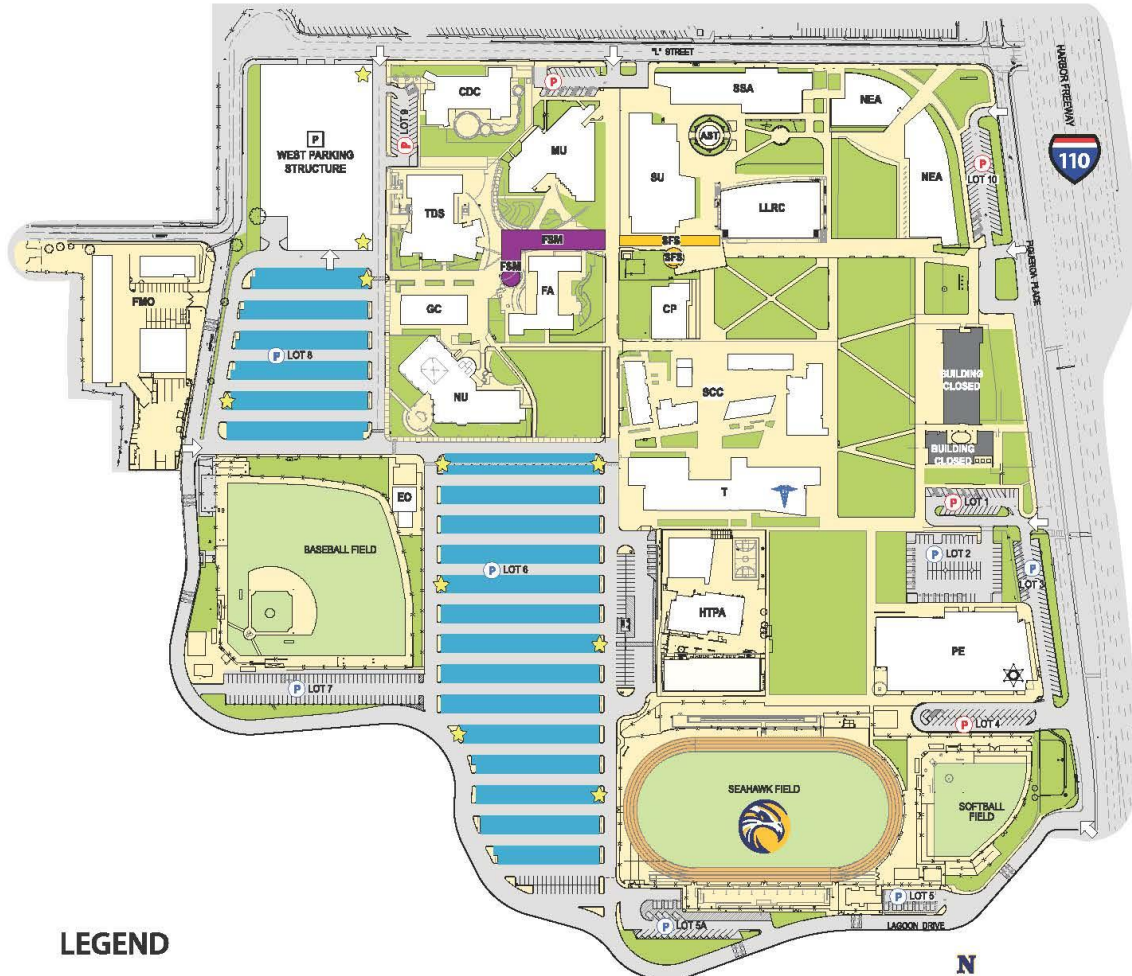 "L" STREET
HARBOR FREEWAY
110
P
WEST PARKING
STRUCTURE
LOT 9
P
CDC
P
MU
SSA
AST
SU
LLRC
NEA
NEA
P
LOT 10
TDS
FSM
FSM
SFS
SFS
FA
GC
CP
FIGUEROA PLACE
FMO
P LOT 8
NU
SCC
BUILDING
CLOSED
BUILDING
CLOSED
T
P LOT 1
EO
BASEBALL FIELD
P LOT 6
P LOT 2
P
LOT 3
HTPA
PE
P LOT 7
P LOT 4
SEAHAWK FIELD
SOFTBALL
FIELD
P LOT 5
P LOT 5A
LAGOON DRIVE
LEGEND
N